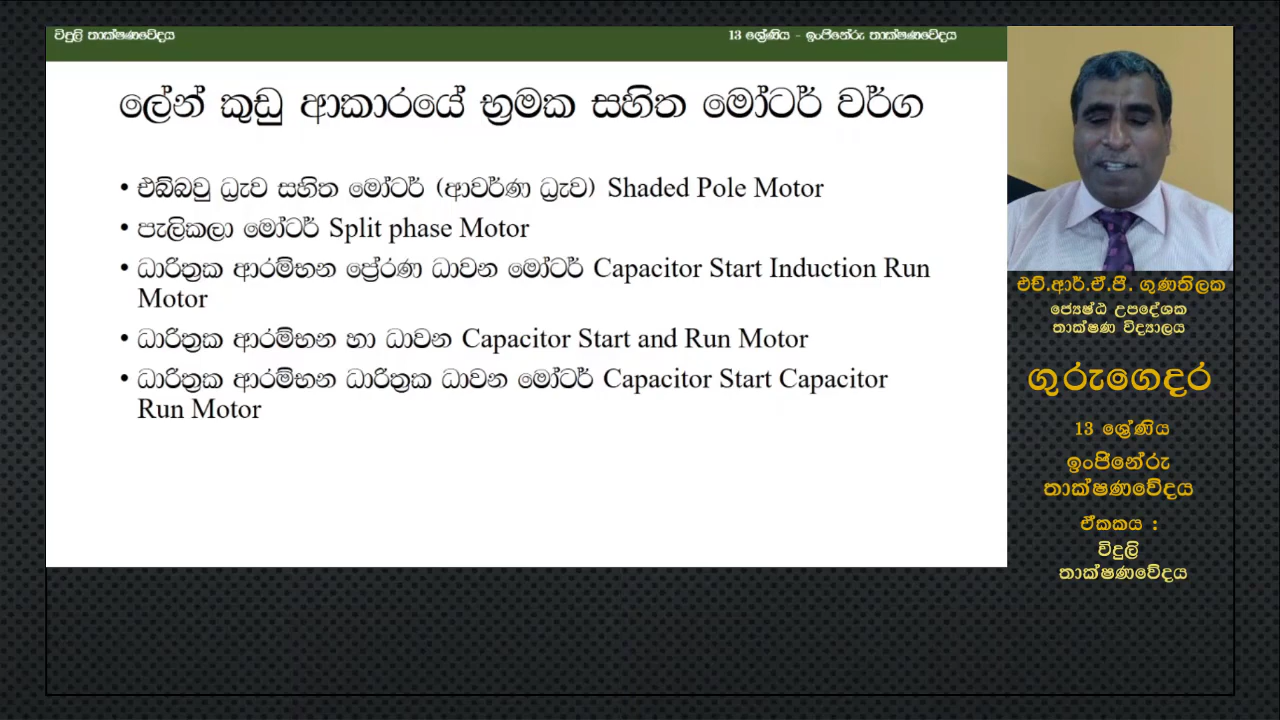 විදුලි තාක්ෂණවේදය
13 ශ්‍රේණිය - ඉංජිනේරු තාක්ෂණවේදය
ලේන් කුඩු ආකාරයේ භ්‍රමක සහිත මෝටර් වර්ග
• එබ්බවු ධ්‍රැව සහිත මෝටර් (ආවර්ණ ධ්‍රැව) Shaded Pole Motor
• පැලිකලා මෝටර් Split phase Motor
• ධාරිත්‍රක ආරම්භන ප්‍රේරණ ධාවන මෝටර් Capacitor Start Induction Run
Motor
• ධාරිත්‍රක ආරම්භන හා ධාවන Capacitor Start and Run Motor
• ධාරිත්‍රක ආරම්භන ධාරිත්‍රක ධාවන මෝටර් Capacitor Start Capacitor
Run Motor
එච්.ආර්.ඒ.පී. ගුණතිලක
ජ්‍යෙෂ්ඨ උපදේශක
තාක්ෂණ විද්‍යාලය
ගුරුගෙදර
13 ශ්‍රේණිය
ඉංජිනේරු
තාක්ෂණවේදය
ඒකකය :
විදුලි
තාක්ෂණවේදය